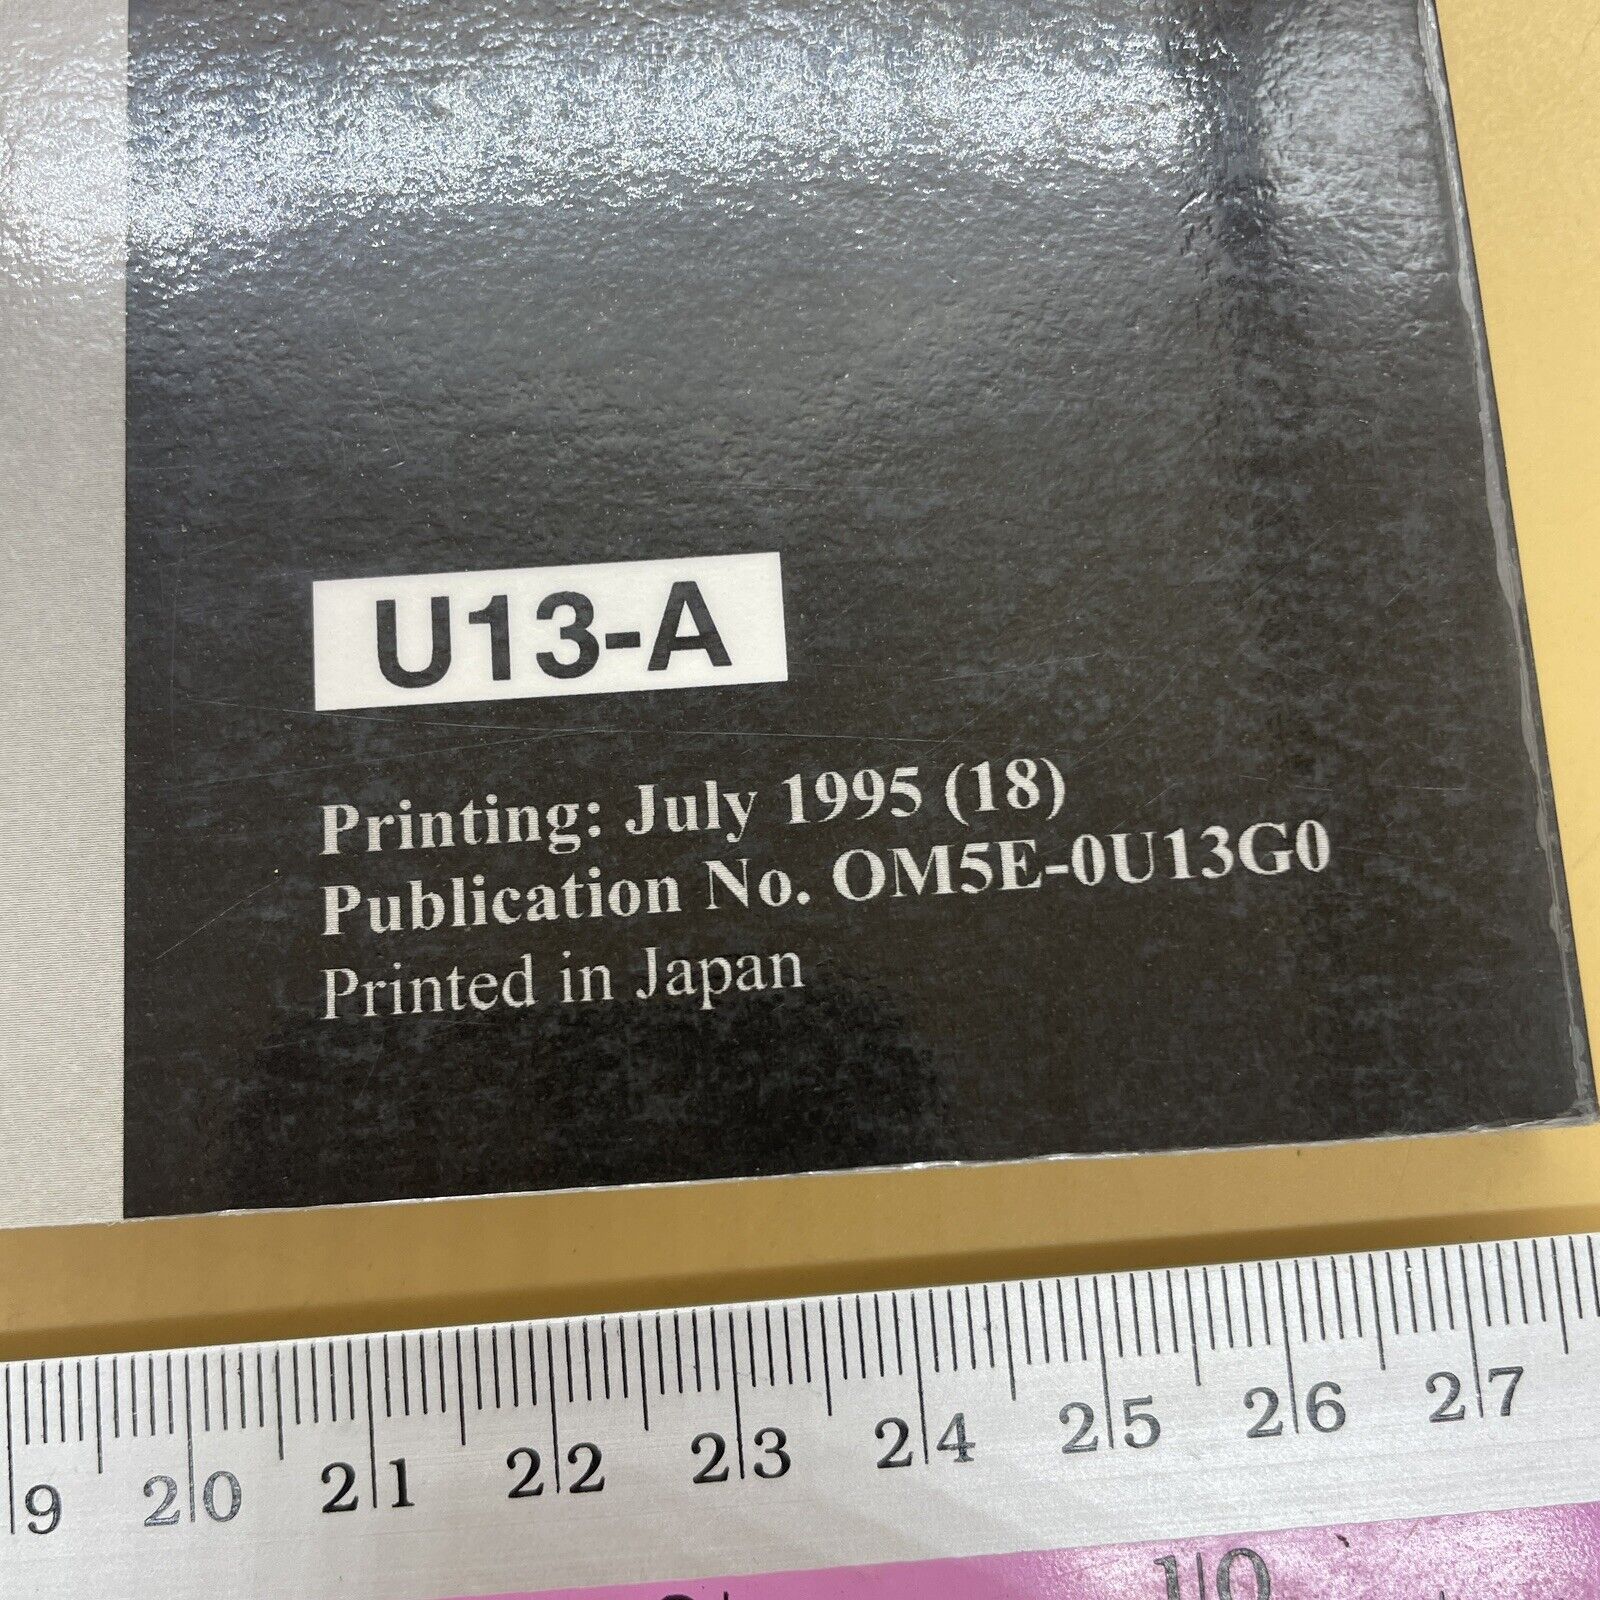 U13-A
Printing: July 1995 (18)
Publication No. OM5E-0U13G0
Printed in Japan
9 20 21 22 23 24 25 26 27
10